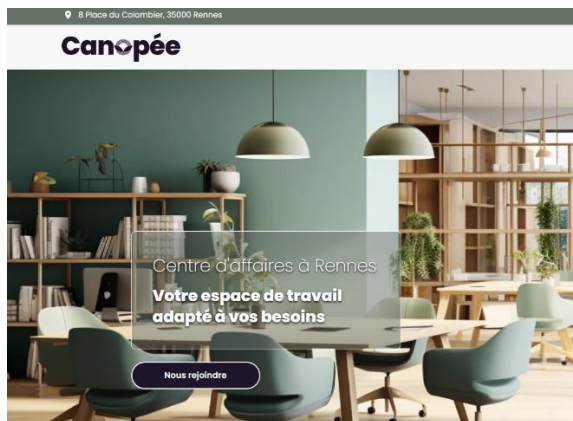 8 Place du Colombier, 35000 Rennes
Canopée
Centre d'affaires à Rennes
Votre espace de travail
adapté à vos besoins
Nous rejoindre